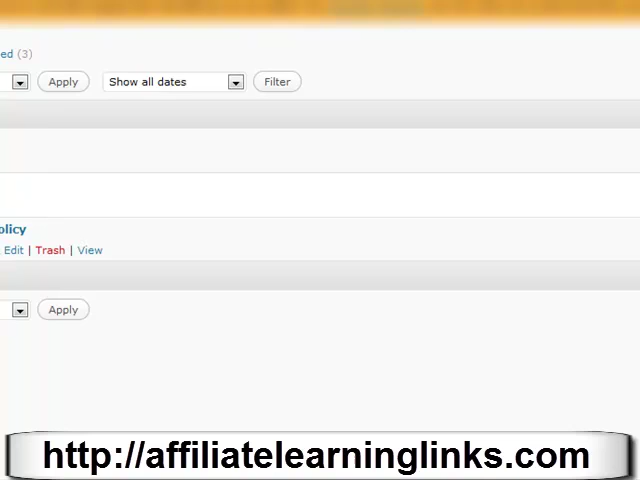 ed (3)
Apply Show all dates Filter
olicy
Edit | Trash | View
Apply
http://affiliatelearninglinks.com